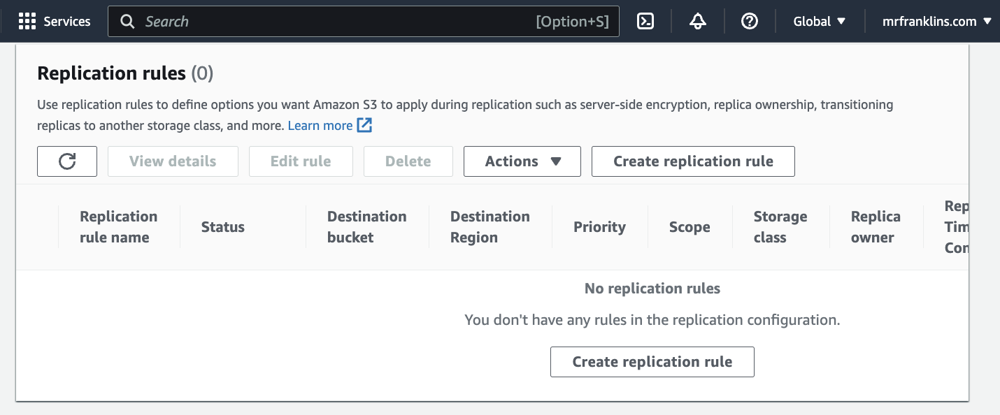 Services
Search [Option+S]
Global
mrfranklins.com
Replication rules (0)
Use replication rules to define options you want Amazon S3 to apply during replication such as server-side encryption, replica ownership, transitioning
replicas to another storage class, and more. Learn more
View details
Edit rule
Delete
Actions
Create replication rule
Replication
rule name
Status
Destination
bucket
Destination
Region
Priority
Scope
Storage
class
Replica
owner
Rep
Tim
Con
No replication rules
You don't have any rules in the replication configuration.
Create replication rule